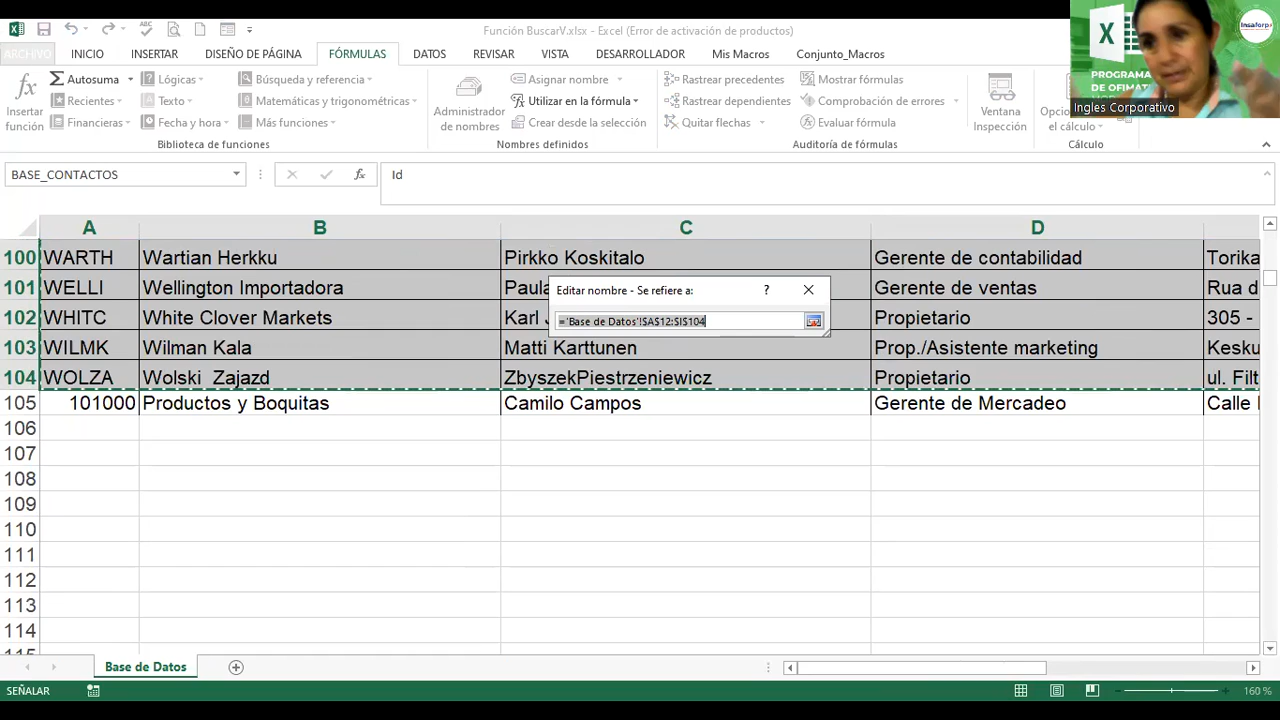 Función BuscarV.xlsx - Excel (Error de activación de productos)
ARCHIVO INICIO INSERTAR DISEÑO DE PÁGINA FÓRMULAS DATOS REVISAR VISTA DESARROLLADOR Mis Macros Conjunto_Macros
Insertar función
Autosuma
Recientes
Financieras
Lógicas
Texto
Fecha y hora
Búsqueda y referencia
Matemáticas y trigonométricas
Más funciones
Biblioteca de funciones
Administrador de nombres
Asignar nombre
Utilizar en la fórmula
Crear desde la selección
Nombres definidos
Rastrear precedentes
Rastrear dependientes
Quitar flechas
Mostrar fórmulas
Comprobación de errores
Evaluar fórmula
Auditoría de fórmulas
Ventana Inspección
el cálculo
Cálculo
Insaforp
PROGRAMA
DE OFIMAT
Ingles Corporativo
BASE_CONTACTOS fx Id
A B C D
100 WARTH Wartian Herkku Pirkko Koskitalo Gerente de contabilidad Torika
101 WELLI Wellington Importadora Paula Gerente de ventas Rua d
102 WHITC White Clover Markets Karl J Propietario 305 -
103 WILMK Wilman Kala Matti Karttunen Prop./Asistente marketing Kesku
104 WOLZA Wolski Zajazd ZbyszekPiestrzeniewicz Propietario ul. Filt
105 101000 Productos y Boquitas Camilo Campos Gerente de Mercadeo Calle
Editar nombre - Se refiere a: ?
='Base de Datos'!$A$12:$I$104
106
107
108
109
110
111
112
113
114
Base de Datos
SEÑALAR 160 %